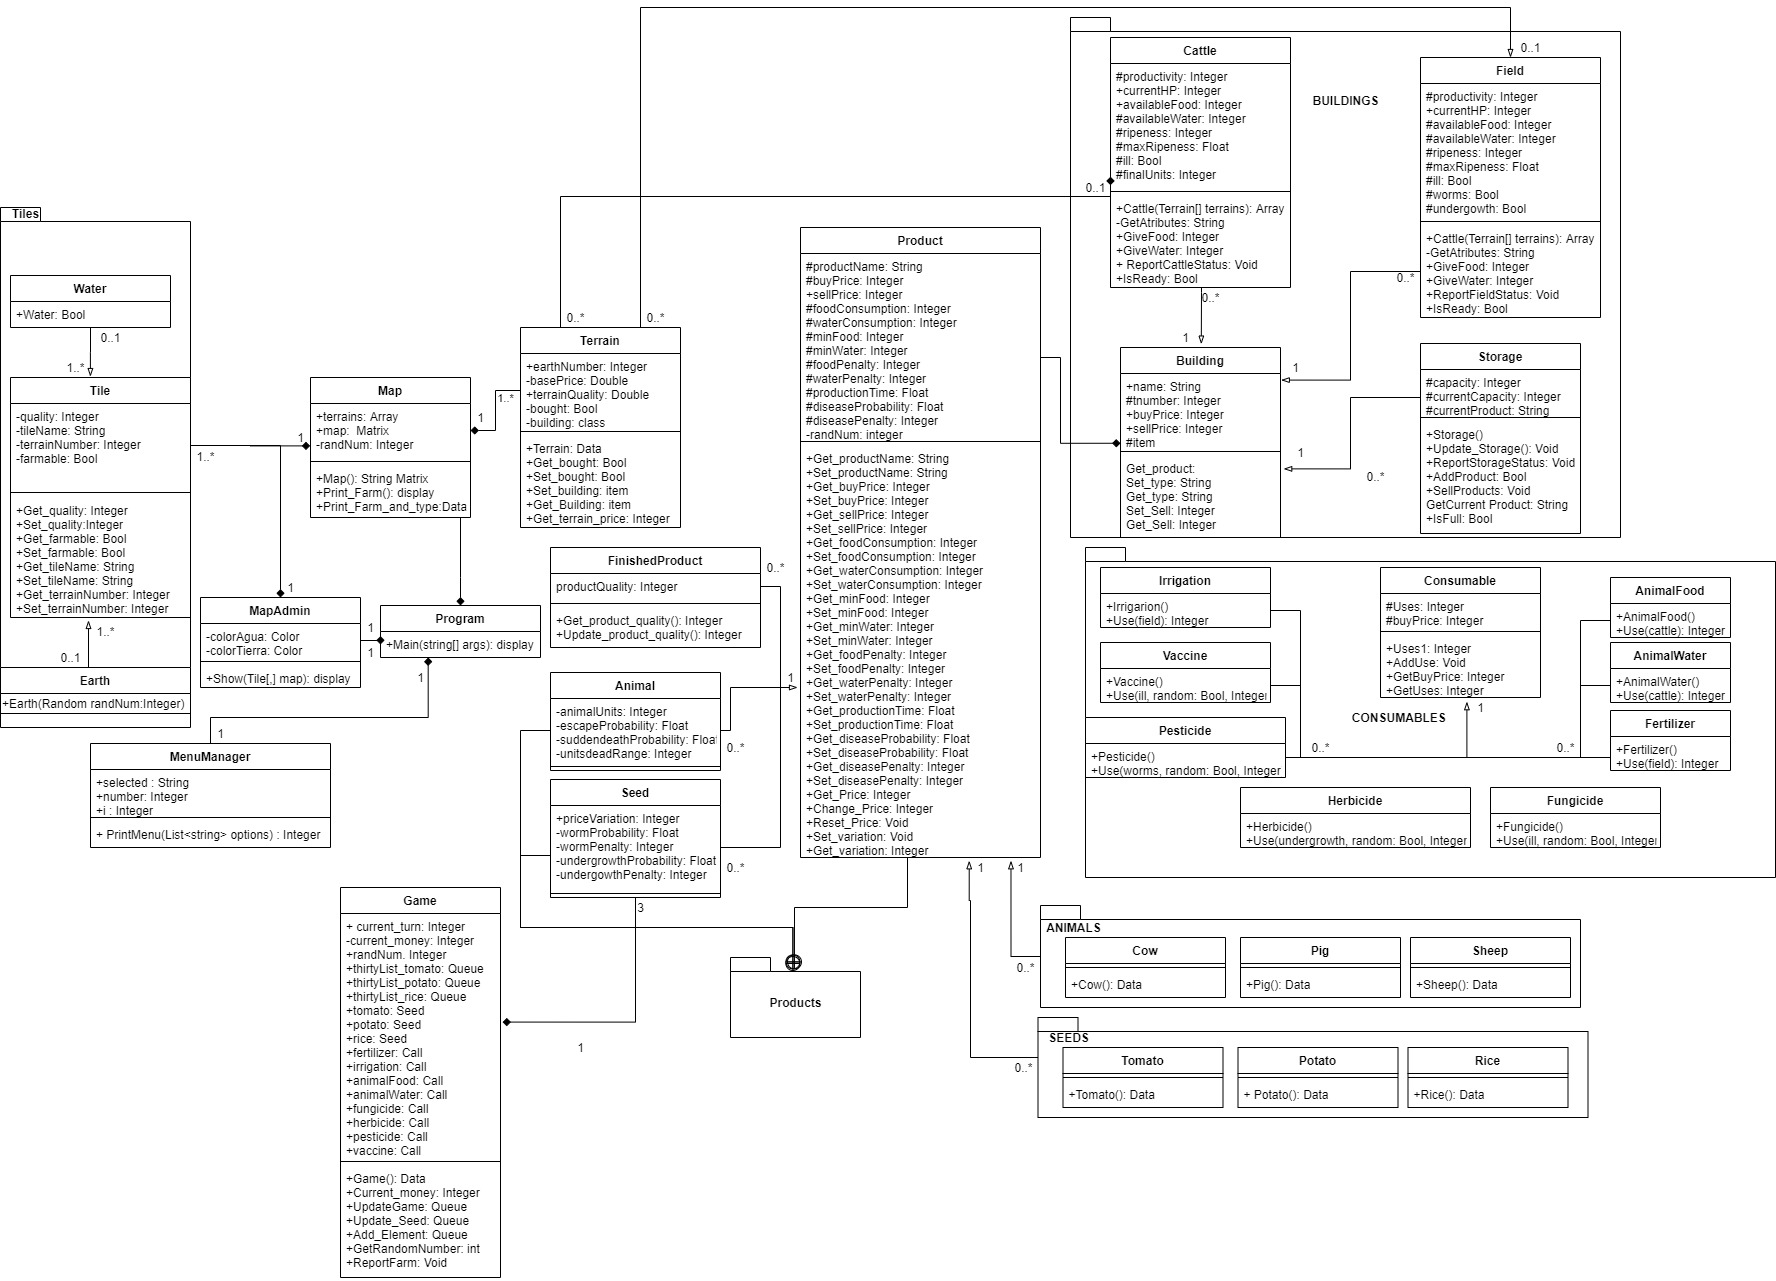 Tiles
Water
+Water: Bool
0..1
1..*
Tile
-quality: Integer
-tileName: String
-terrainNumber: Integer
-farmable: Bool
+Get_quality: Integer
+Set_quality:Integer
+Get_farmable: Bool
+Set_farmable: Bool
+Get_tileName: String
+Set_tileName: String
+Get_terrainNumber: Integer
+Set_terrainNumber: Integer
1..*
0..1
Earth
+Earth(Random randNum:Integer)
1..*
1
Map
+terrains: Array
+map:  Matrix
-randNum: Integer
+Map(): String Matrix
+Print_Farm(): display
+Print_Farm_and_type:Data
1
1..*
1
MapAdmin
-colorAgua: Color
-colorTierra: Color
+Show(Tile[,] map): display
1
1
Program
+Main(string[] args): display
1
1
MenuManager
+selected : String
+number: Integer
+i : Integer
+ PrintMenu(List<string> options) : Integer
0..*
0..*
Terrain
+earthNumber: Integer
-basePrice: Double
+terrainQuality: Double
-bought: Bool
-building: class
+Terrain: Data
+Get_bought: Bool
+Set_bought: Bool
+Set_building: item
+Get_Building: item
+Get_terrain_price: Integer
FinishedProduct
productQuality: Integer
+Get_product_quality(): Integer
+Update_product_quality(): Integer
0..*
Animal
-animalUnits: Integer
-escapeProbability: Float
-suddendeathProbability: Float
-unitsdeadRange: Integer
1
0..*
Seed
+priceVariation: Integer
-wormProbability: Float
-wormPenalty: Integer
-undergrowthProbability: Float
-undergowthPenalty: Integer
0..*
3
1
Game
+ current_turn: Integer
-current_money: Integer
+randNum. Integer
+thirtyList_tomato: Queue
+thirtyList_potato: Queue
+thirtyList_rice: Queue
+tomato: Seed
+potato: Seed
+rice: Seed
+fertilizer: Call
+irrigation: Call
+animalFood: Call
+animalWater: Call
+fungicide: Call
+herbicide: Call
+pesticide: Call
+vaccine: Call
+Game(): Data
+Current_money: Integer
+UpdateGame: Queue
+Update_Seed: Queue
+Add_Element: Queue
+GetRandomNumber: int
+ReportFarm: Void
Product
#productName: String
#buyPrice: Integer
+sellPrice: Integer
#foodConsumption: Integer
#waterConsumption: Integer
#minFood: Integer
#minWater: Integer
#foodPenalty: Integer
#waterPenalty: Integer
#productionTime: Float
#diseaseProbability: Float
#diseasePenalty: Integer
-randNum: integer
+Get_productName: String
+Set_productName: String
+Get_buyPrice: Integer
+Set_buyPrice: Integer
+Get_sellPrice: Integer
+Set_sellPrice: Integer
+Get_foodConsumption: Integer
+Set_foodConsumption: Integer
+Get_waterConsumption: Integer
+Set_waterConsumption: Integer
+Get_minFood: Integer
+Set_minFood: Integer
+Get_minWater: Integer
+Set_minWater: Integer
+Get_foodPenalty: Integer
+Set_foodPenalty: Integer
+Get_waterPenalty: Integer
+Set_waterPenalty: Integer
+Get_productionTime: Float
+Set_productionTime: Float
+Get_diseaseProbability: Float
+Set_diseaseProbability: Float
+Get_diseasePenalty: Integer
+Set_diseasePenalty: Integer
+Get_Price: Integer
+Change_Price: Integer
+Reset_Price: Void
+Set_variation: Void
+Get_variation: Integer
Products
BUILDINGS
Cattle
#productivity: Integer
+currentHP: Integer
+availableFood: Integer
#availableWater: Integer
#ripeness: Integer
#maxRipeness: Float
#ill: Bool
#finalUnits: Integer
+Cattle(Terrain[] terrains): Array
-GetAtributes: String
+GiveFood: Integer
+GiveWater: Integer
+ ReportCattleStatus: Void
+IsReady: Bool
0..1
0..*
1
0..1
Field
#productivity: Integer
+currentHP: Integer
#availableFood: Integer
#availableWater: Integer
#ripeness: Integer
#maxRipeness: Float
#ill: Bool
#worms: Bool
#undergowth: Bool
+Cattle(Terrain[] terrains): Array
-GetAtributes: String
+GiveFood: Integer
+GiveWater: Integer
+ReportFieldStatus: Void
+IsReady: Bool
0..*
1
Building
+name: String
#tnumber: Integer
+buyPrice: Integer
+sellPrice: Integer
#item
Get_product:
Set_type: String
Get_type: String
Set_Sell: Integer
Get_Sell: Integer
1
0..*
Storage
#capacity: Integer
#currentCapacity: Integer
#currentProduct: String
+Storage()
+Update_Storage(): Void
+ReportStorageStatus: Void
+AddProduct: Bool
+SellProducts: Void
GetCurrent Product: String
+IsFull: Bool
Irrigation
+Irrigarion()
+Use(field): Integer
Vaccine
+Vaccine()
+Use(ill, random: Bool, Integer
Pesticide
+Pesticide()
+Use(worms, random: Bool, Integer
Consumable
#Uses: Integer
#buyPrice: Integer
+Uses1: Integer
+AddUse: Void
+GetBuyPrice: Integer
+GetUses: Integer
CONSUMABLES
1
0..*
0..*
AnimalFood
+AnimalFood()
+Use(cattle): Integer
AnimalWater
+AnimalWater()
+Use(cattle): Integer
Fertilizer
+Fertilizer()
+Use(field): Integer
Herbicide
+Herbicide()
+Use(undergrowth, random: Bool, Integer
Fungicide
+Fungicide()
+Use(ill, random: Bool, Integer
1
1
0..*
ANIMALS
Cow
+Cow(): Data
Pig
+Pig(): Data
Sheep
+Sheep(): Data
0..*
SEEDS
Tomato
+Tomato(): Data
Potato
+ Potato(): Data
Rice
+Rice(): Data